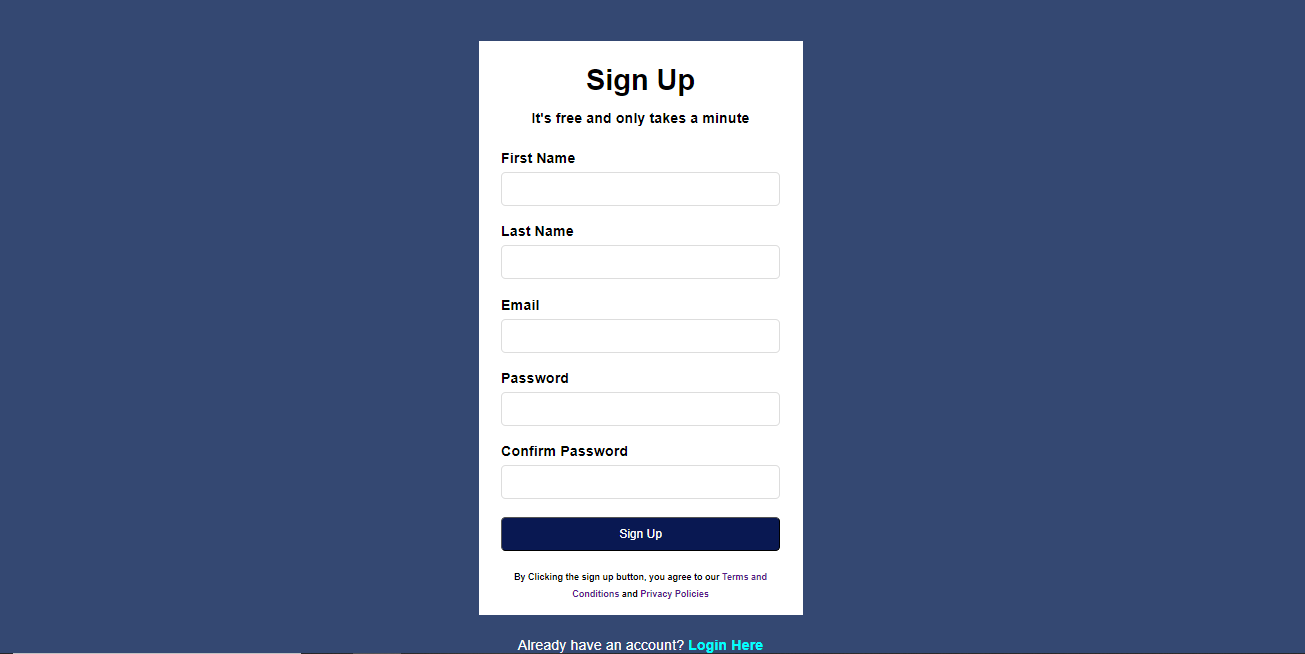 Sign Up
It's free and only takes a minute
First Name
Last Name
Email
Password
Confirm Password
Sign Up
By Clicking the sign up button, you agree to our Terms and
Conditions and Privacy Policies
Already have an account? Login Here